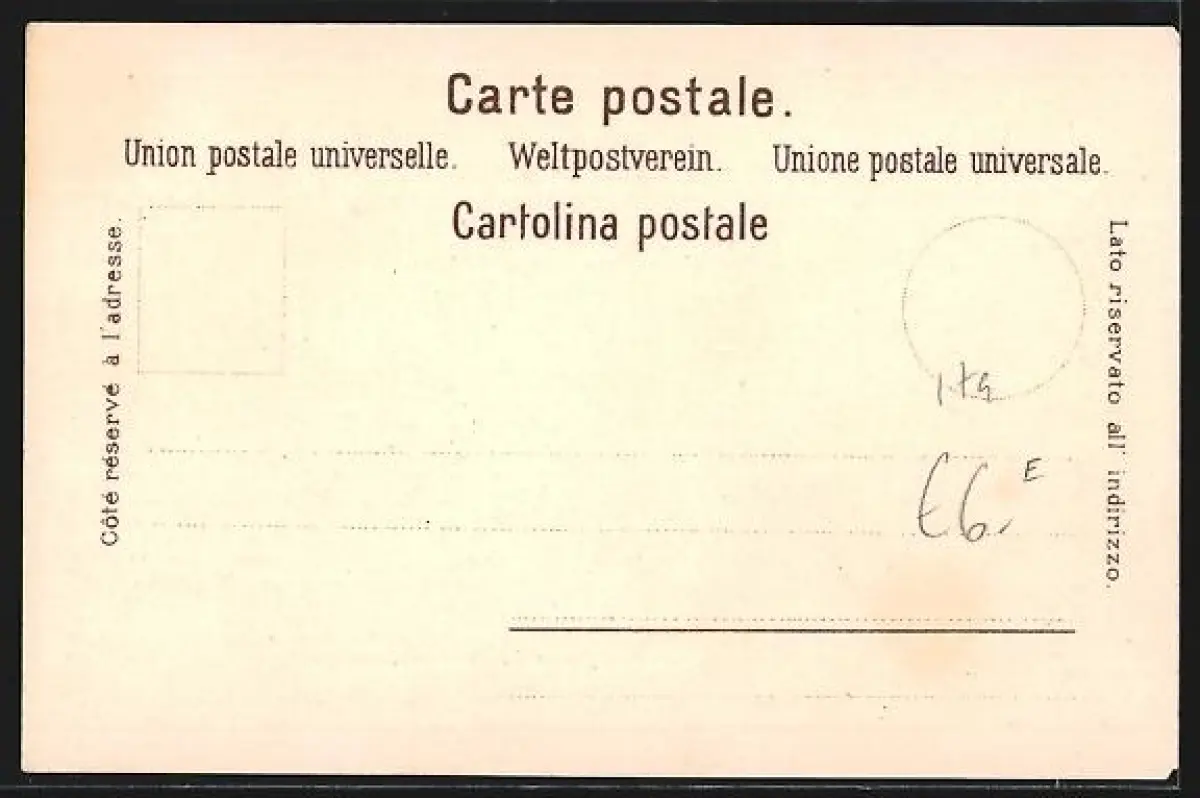 Carte postale.
Union postale universelle. Weltpostverein. Unione postale universale.
Cartolina postale
Côté réservé à l'adresse.
Lato riservato all' indirizzo.
E